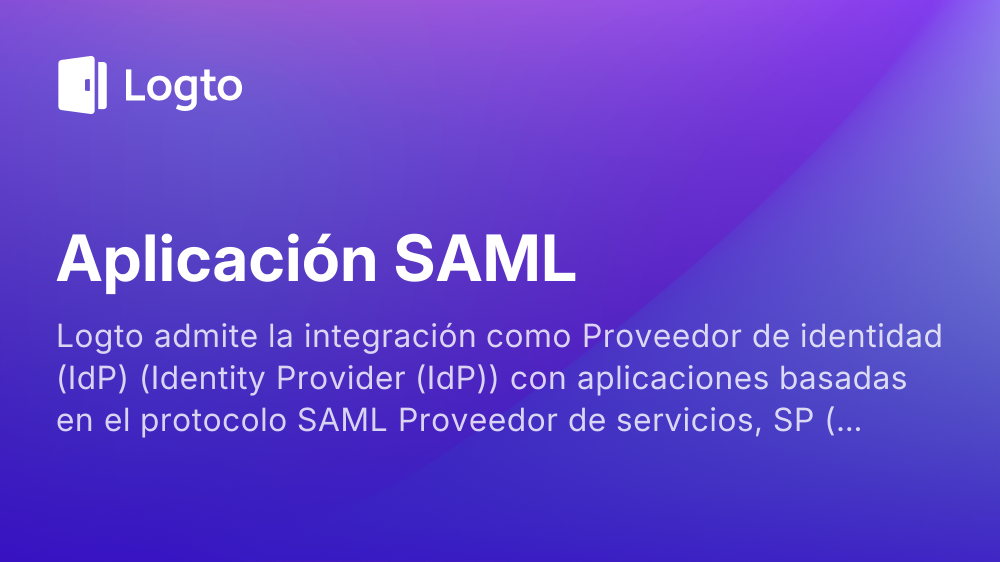 Logto
Aplicación SAML
Logto admite la integración como Proveedor de identidad
(IdP) (Identity Provider (IdP)) con aplicaciones basadas
en el protocolo SAML Proveedor de servicios, SP (...